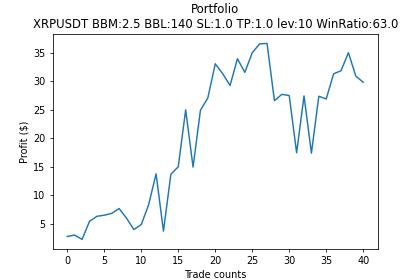 Portfolio
XRPUSDT BBM:2.5 BBL:140 SL:1.0 TP:1.0 lev:10 WinRatio:63.0
35
30
25
20
15
10
5
Profit ($)
0 5 10 15 20 25 30 35 40
Trade counts